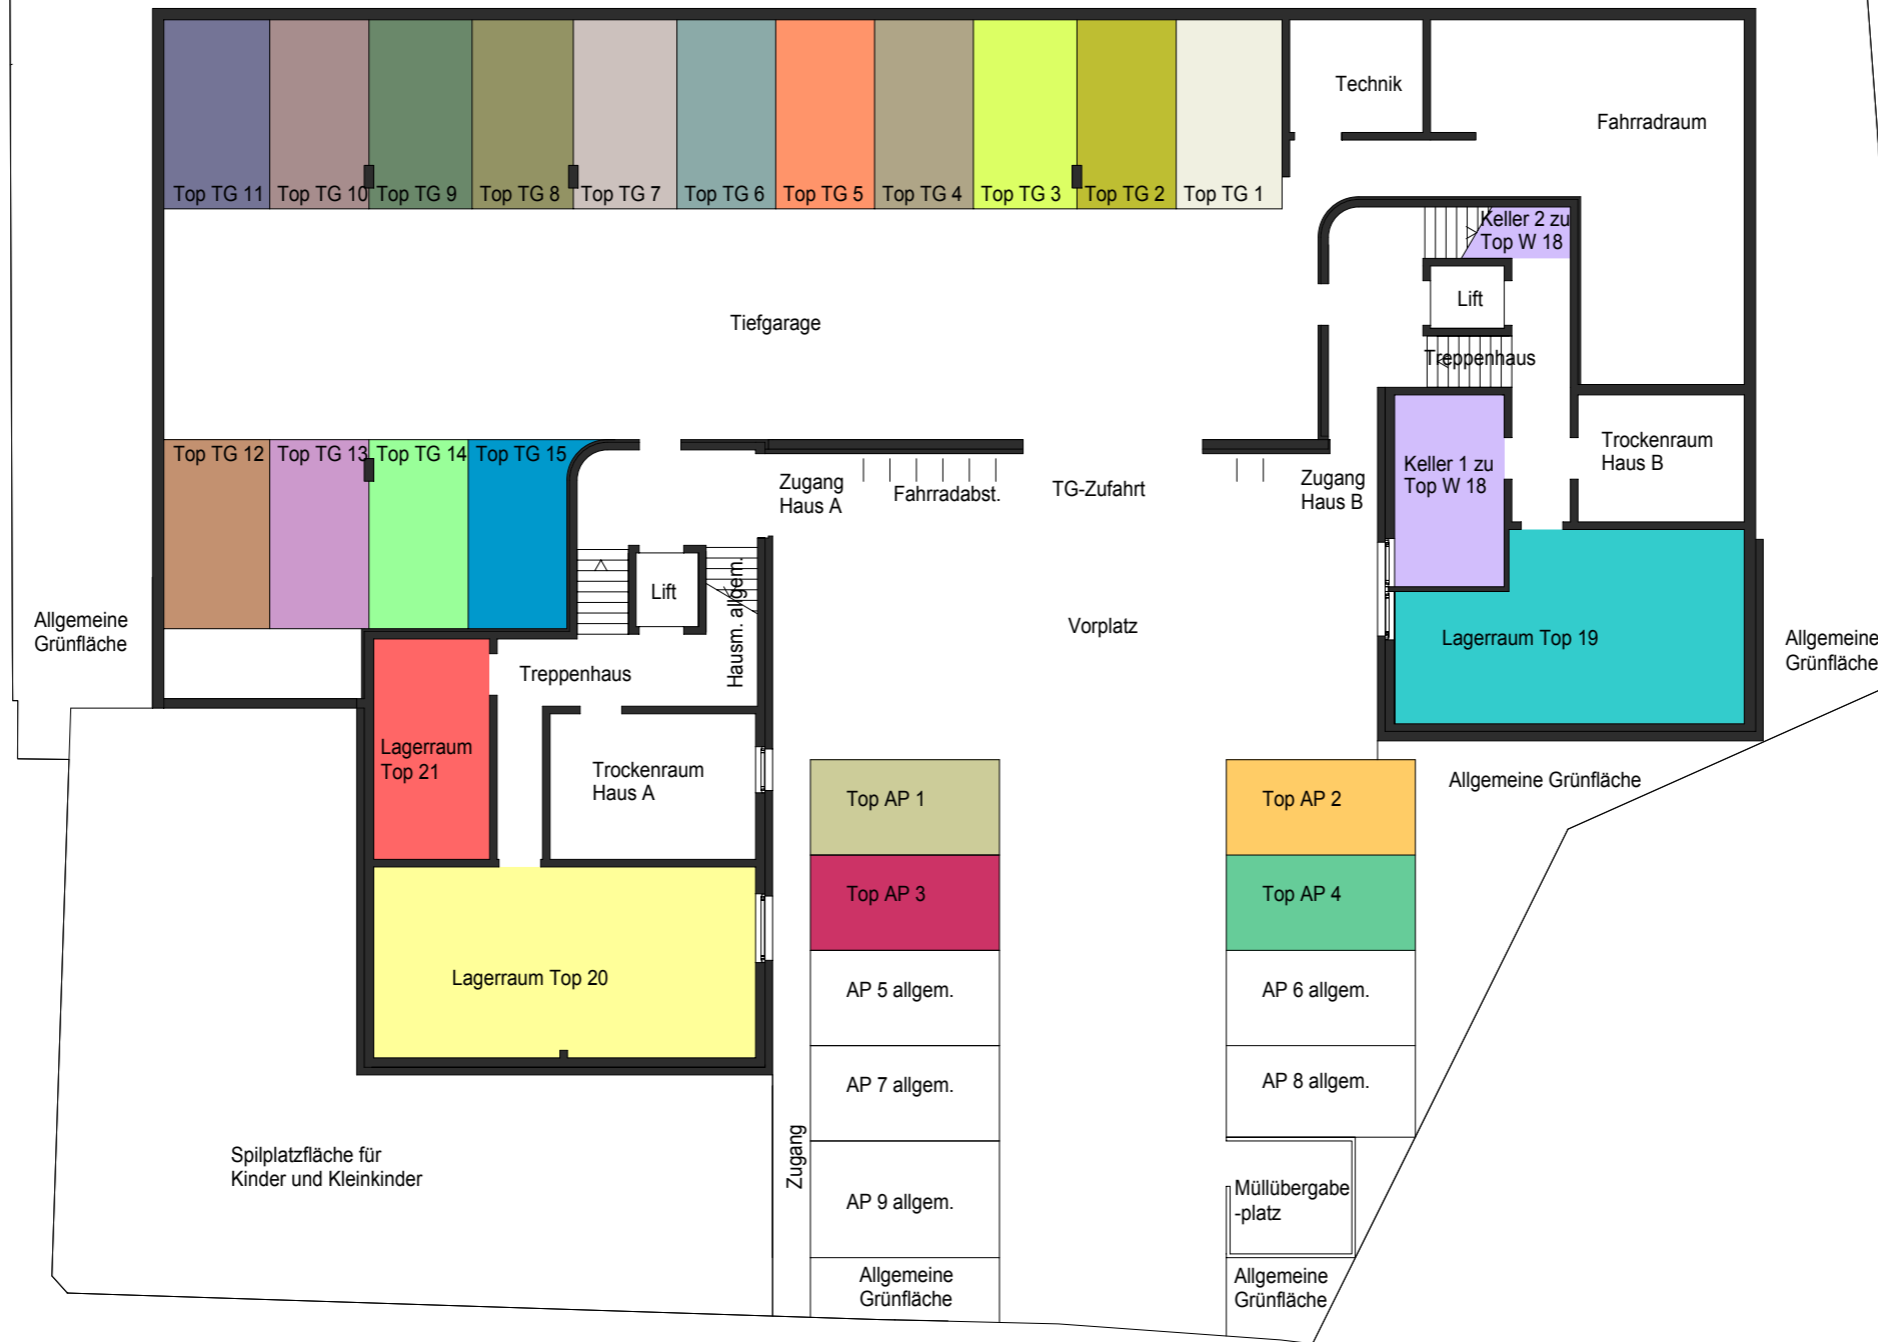 Technik
Fahrradraum
Top TG 11
Top TG 10
Top TG 9
Top TG 8
Top TG 7
Top TG 6
Top TG 5
Top TG 4
Top TG 3
Top TG 2
Top TG 1
Keller 2 zu
Top W 18
Lift
Tiefgarage
Treppenhaus
Top TG 12
Top TG 13
Top TG 14
Top TG 15
Zugang
Haus A
Fahrradabst.
TG-Zufahrt
Zugang
Haus B
Keller 1 zu
Top W 18
Trockenraum
Haus B
Lift
Hausm. allgem.
Allgemeine
Grünfläche
Vorplatz
Lagerraum Top 19
Allgemeine
Grünfläche
Treppenhaus
Lagerraum
Top 21
Trockenraum
Haus A
Top AP 1
Top AP 2
Allgemeine Grünfläche
Top AP 3
Top AP 4
Lagerraum Top 20
AP 5 allgem.
AP 6 allgem.
AP 7 allgem.
AP 8 allgem.
Spilplatzfläche für
Kinder und Kleinkinder
Zugang
AP 9 allgem.
Müllübergabe
-platz
Allgemeine
Grünfläche
Allgemeine
Grünfläche